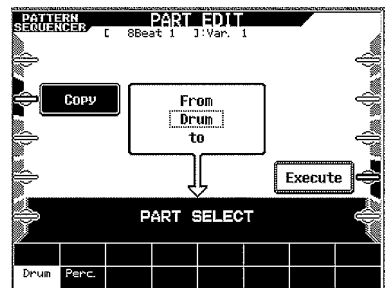 PATTERN SEQUENCER PART EDIT
[ 8Beat 1 ]:Var. 1
Copy
From
Drum
to
Execute
PART SELECT
Drum Perc.